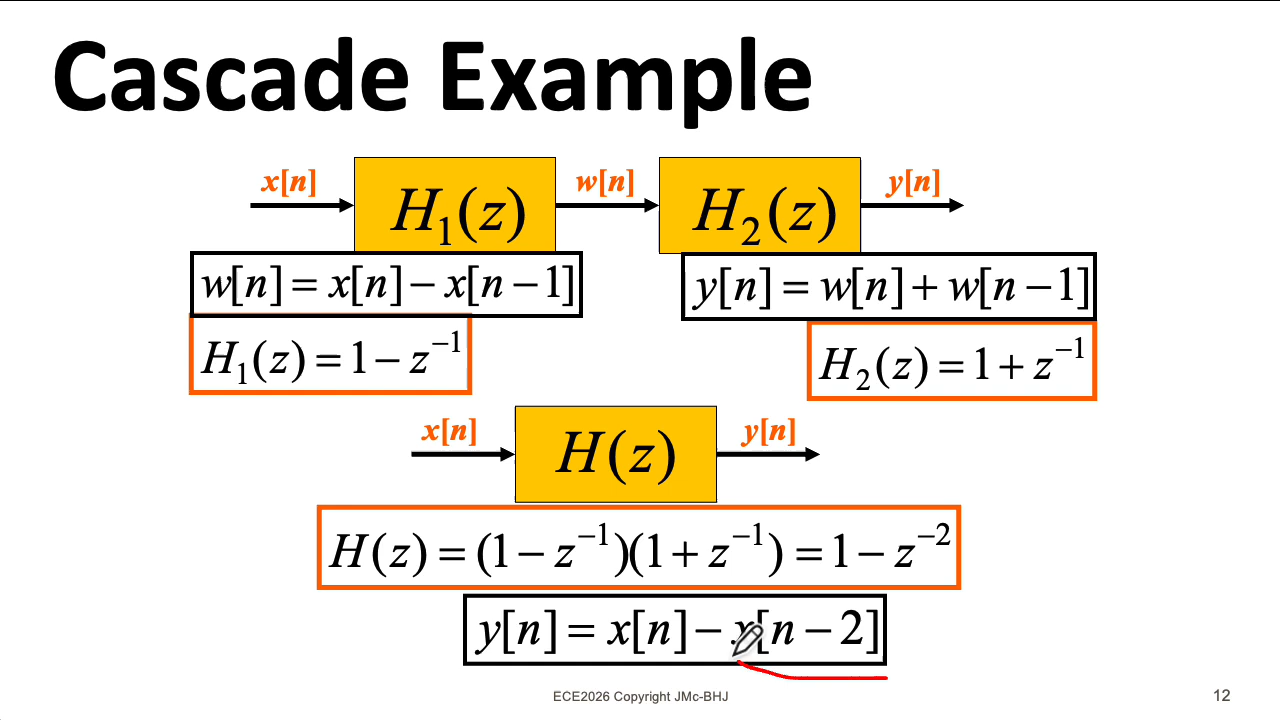 Cascade Example
x[n] H₁(z) w[n] H₂(z) y[n]
w[n] = x[n] − x[n − 1]
y[n] = w[n] + w[n − 1]
H₁(z) = 1 − z⁻¹
H₂(z) = 1 + z⁻¹
x[n] H(z) y[n]
H(z) = (1 − z⁻¹)(1 + z⁻¹) = 1 − z⁻²
y[n] = x[n] − x[n − 2]
ECE2026 Copyright JMc-BHJ
12